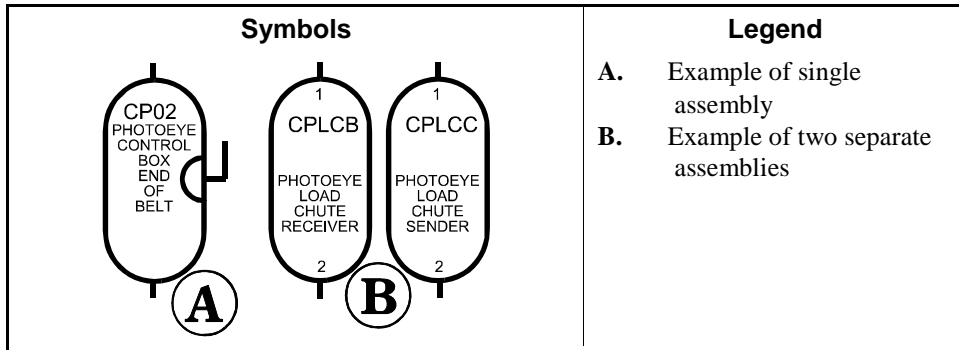 Symbols
Legend
CP02
PHOTOEYE
CONTROL
BOX
END
OF
BELT
A
1
CPLCB
PHOTOEYE
LOAD
CHUTE
RECEIVER
2
1
CPLCC
PHOTOEYE
LOAD
CHUTE
SENDER
2
B
A. Example of single
assembly
B. Example of two separate
assemblies